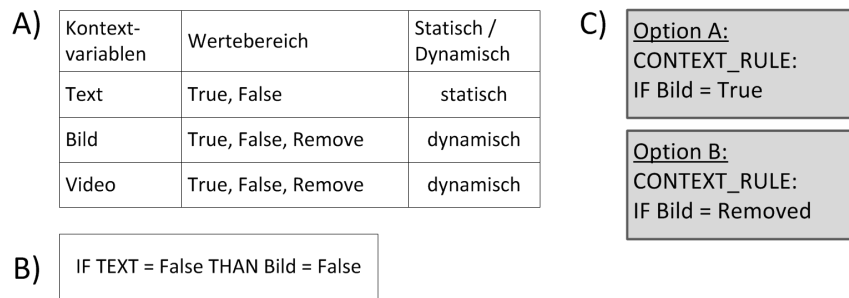 A)
Kontext-
variablen
Wertebereich
Statisch /
Dynamisch
Text
True, False
statisch
Bild
True, False, Remove
dynamisch
Video
True, False, Remove
dynamisch
B)
IF TEXT = False THAN Bild = False
C)
Option A:
CONTEXT_RULE:
IF Bild = True
Option B:
CONTEXT_RULE:
IF Bild = Removed